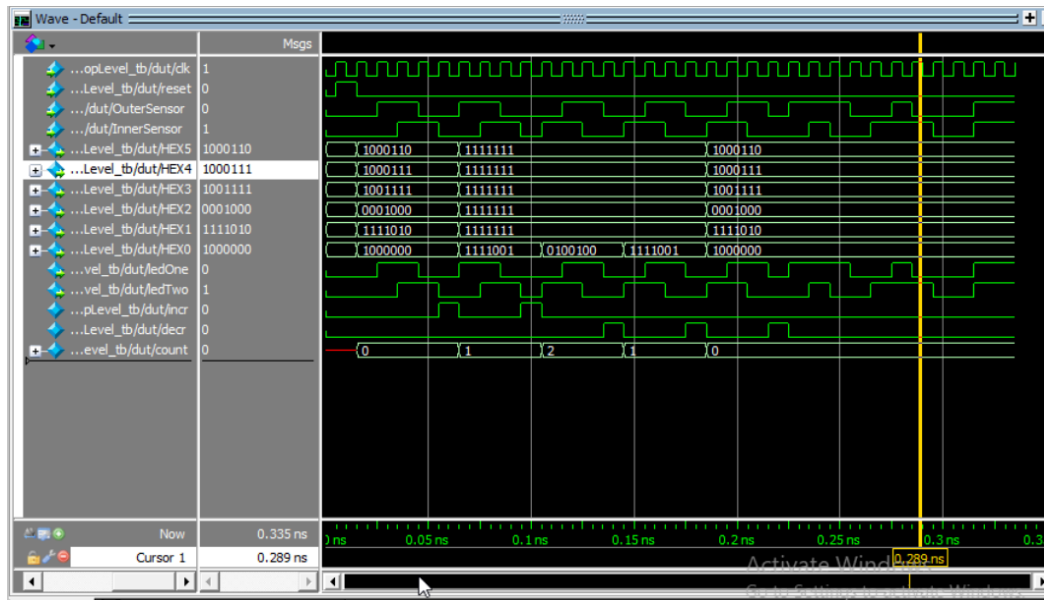 Wave - Default
Msgs
...opLevel_tb/dut/clk 1
...Level_tb/dut/reset 0
.../dut/OuterSensor 0
.../dut/InnerSensor 1
...Level_tb/dut/HEX5 1000110 1000110 1111111 1000110
...Level_tb/dut/HEX4 1000111 1000111 1111111 1000111
...Level_tb/dut/HEX3 1001111 1001111 1111111 1001111
...Level_tb/dut/HEX2 0001000 0001000 1111111 0001000
...Level_tb/dut/HEX1 1111010 1111010 1111111 1111010
...Level_tb/dut/HEX0 1000000 1000000 1111001 0100100 1111001 1000000
...vel_tb/dut/ledOne 0
...vel_tb/dut/ledTwo 1
...pLevel_tb/dut/incr 0
...Level_tb/dut/decr 0
...evel_tb/dut/count 0 0 1 2 1 0
Now 0.335 ns ns 0.05 ns 0.1 ns 0.15 ns 0.2 ns 0.25 ns 0.3 ns 0.3
Cursor 1 0.289 ns 0.289 ns
Activate Windows
Go to Settings to activate Windows.